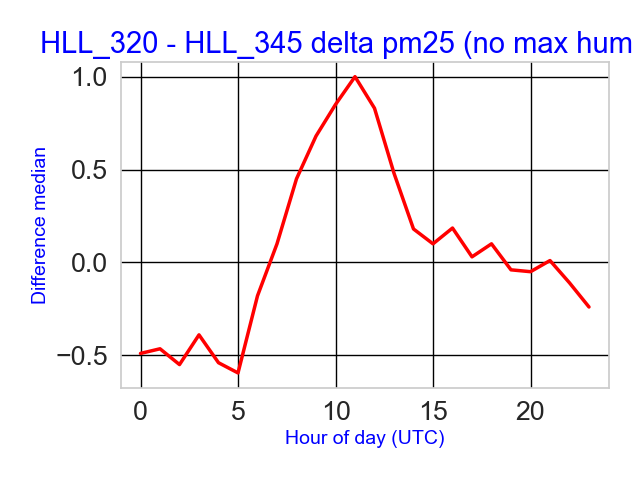 HLL_320 - HLL_345 delta pm25 (no max hum
1.0
0.5
0.0
−0.5
Difference median
0 5 10 15 20
Hour of day (UTC)